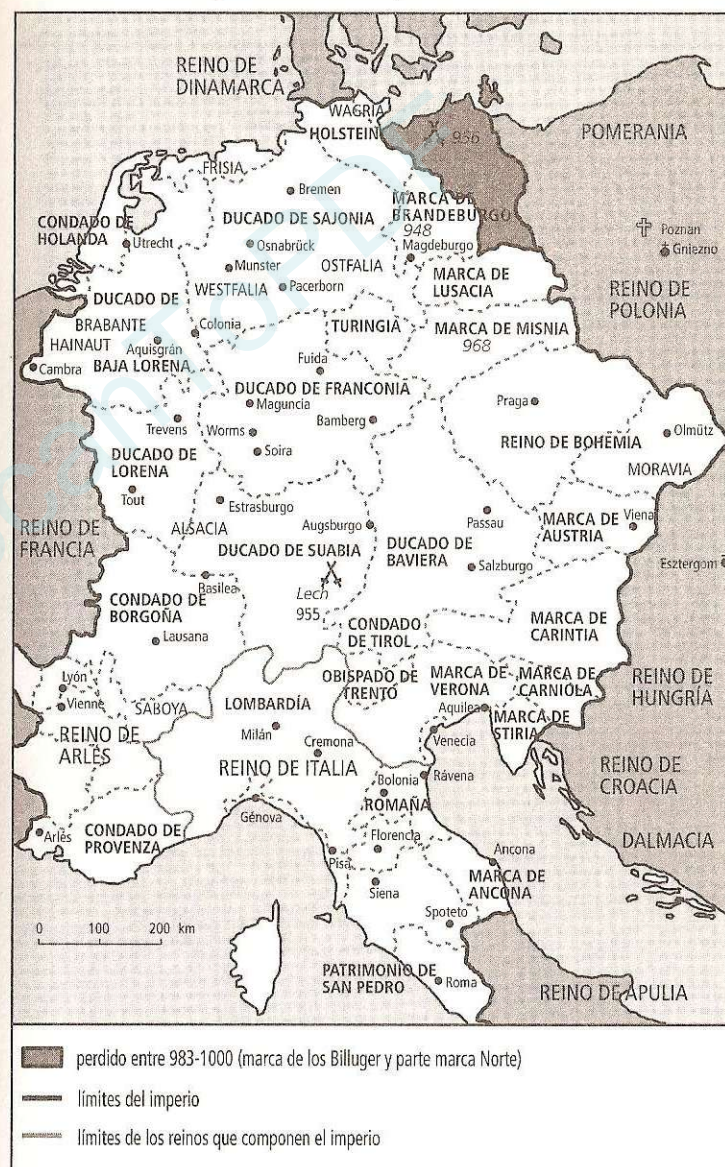 REINO DE
DINAMARCA
WAGRIA
HOLSTEIN
956
POMERANIA
FRISIA
Bremen
MARCA DE
BRANDEBURGO
948
CONDADO DE
HOLANDA
DUCADO DE SAJONIA
Utrecht
Osnabrück
Magdeburgo
Poznan
Gniezno
Munster
OSTFALIA
MARCA DE
LUSACIA
WESTFALIA
Pacerborn
REINO DE
POLONIA
DUCADO DE
BRABANTE
HAINAUT
Aquisgrán
BAJA LORENA
Colonia
TURINGIA
MARCA DE MISNIA
968
Cambra
Fuida
DUCADO DE FRANCONIA
Maguncia
Praga
Trevens
Worms
Bamberg
REINO DE BOHEMIA
Olmütz
DUCADO DE
LORENA
Soira
MORAVIA
Tout
Estrasburgo
REINO DE
FRANCIA
ALSACIA
Augsburgo
Passau
MARCA DE
AUSTRIA
Viena
DUCADO DE SUABIA
DUCADO DE
BAVIERA
Salzburgo
Esztergom
Basilea
Lech
955
CONDADO DE
BORGOÑA
Lausana
CONDADO
DE TIROL
MARCA DE
CARINTIA
OBISPADO DE
TRENTO
MARCA DE
VERONA
MARCA DE
CARNIOLA
REINO DE
HUNGRÍA
Lyón
Vienne
SABOYA
LOMBARDÍA
Aquilea
MARCA DE
STIRIA
REINO DE
ARLÈS
Milán
Cremona
Venecia
REINO DE ITALIA
REINO DE
CROACIA
Bolonia
Rávena
ROMAÑA
Génova
Arlès
CONDADO DE
PROVENZA
Florencia
DALMACIA
Pisa
Ancona
Siena
MARCA DE
ANCONA
Spoteto
0 100 200 km
PATRIMONIO DE
SAN PEDRO
Roma
REINO DE APULIA
perdido entre 983-1000 (marca de los Billuger y parte marca Norte)
límites del imperio
límites de los reinos que componen el imperio